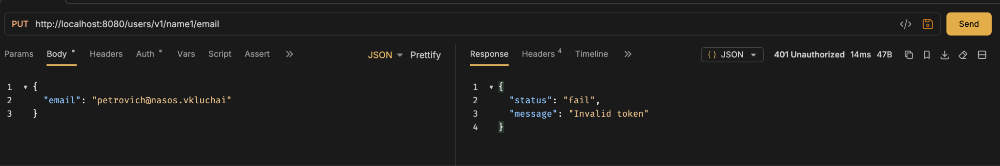 PUT http://localhost:8080/users/v1/name1/email Send
Params Body Headers Auth Vars Script Assert JSON Prettify
1 {
2 "email": "petrovich@nasos.vkluchai"
3 }
Response Headers 4 Timeline { } JSON 401 Unauthorized 14ms 47B
1 {
2 "status": "fail",
3 "message": "Invalid token"
4 }